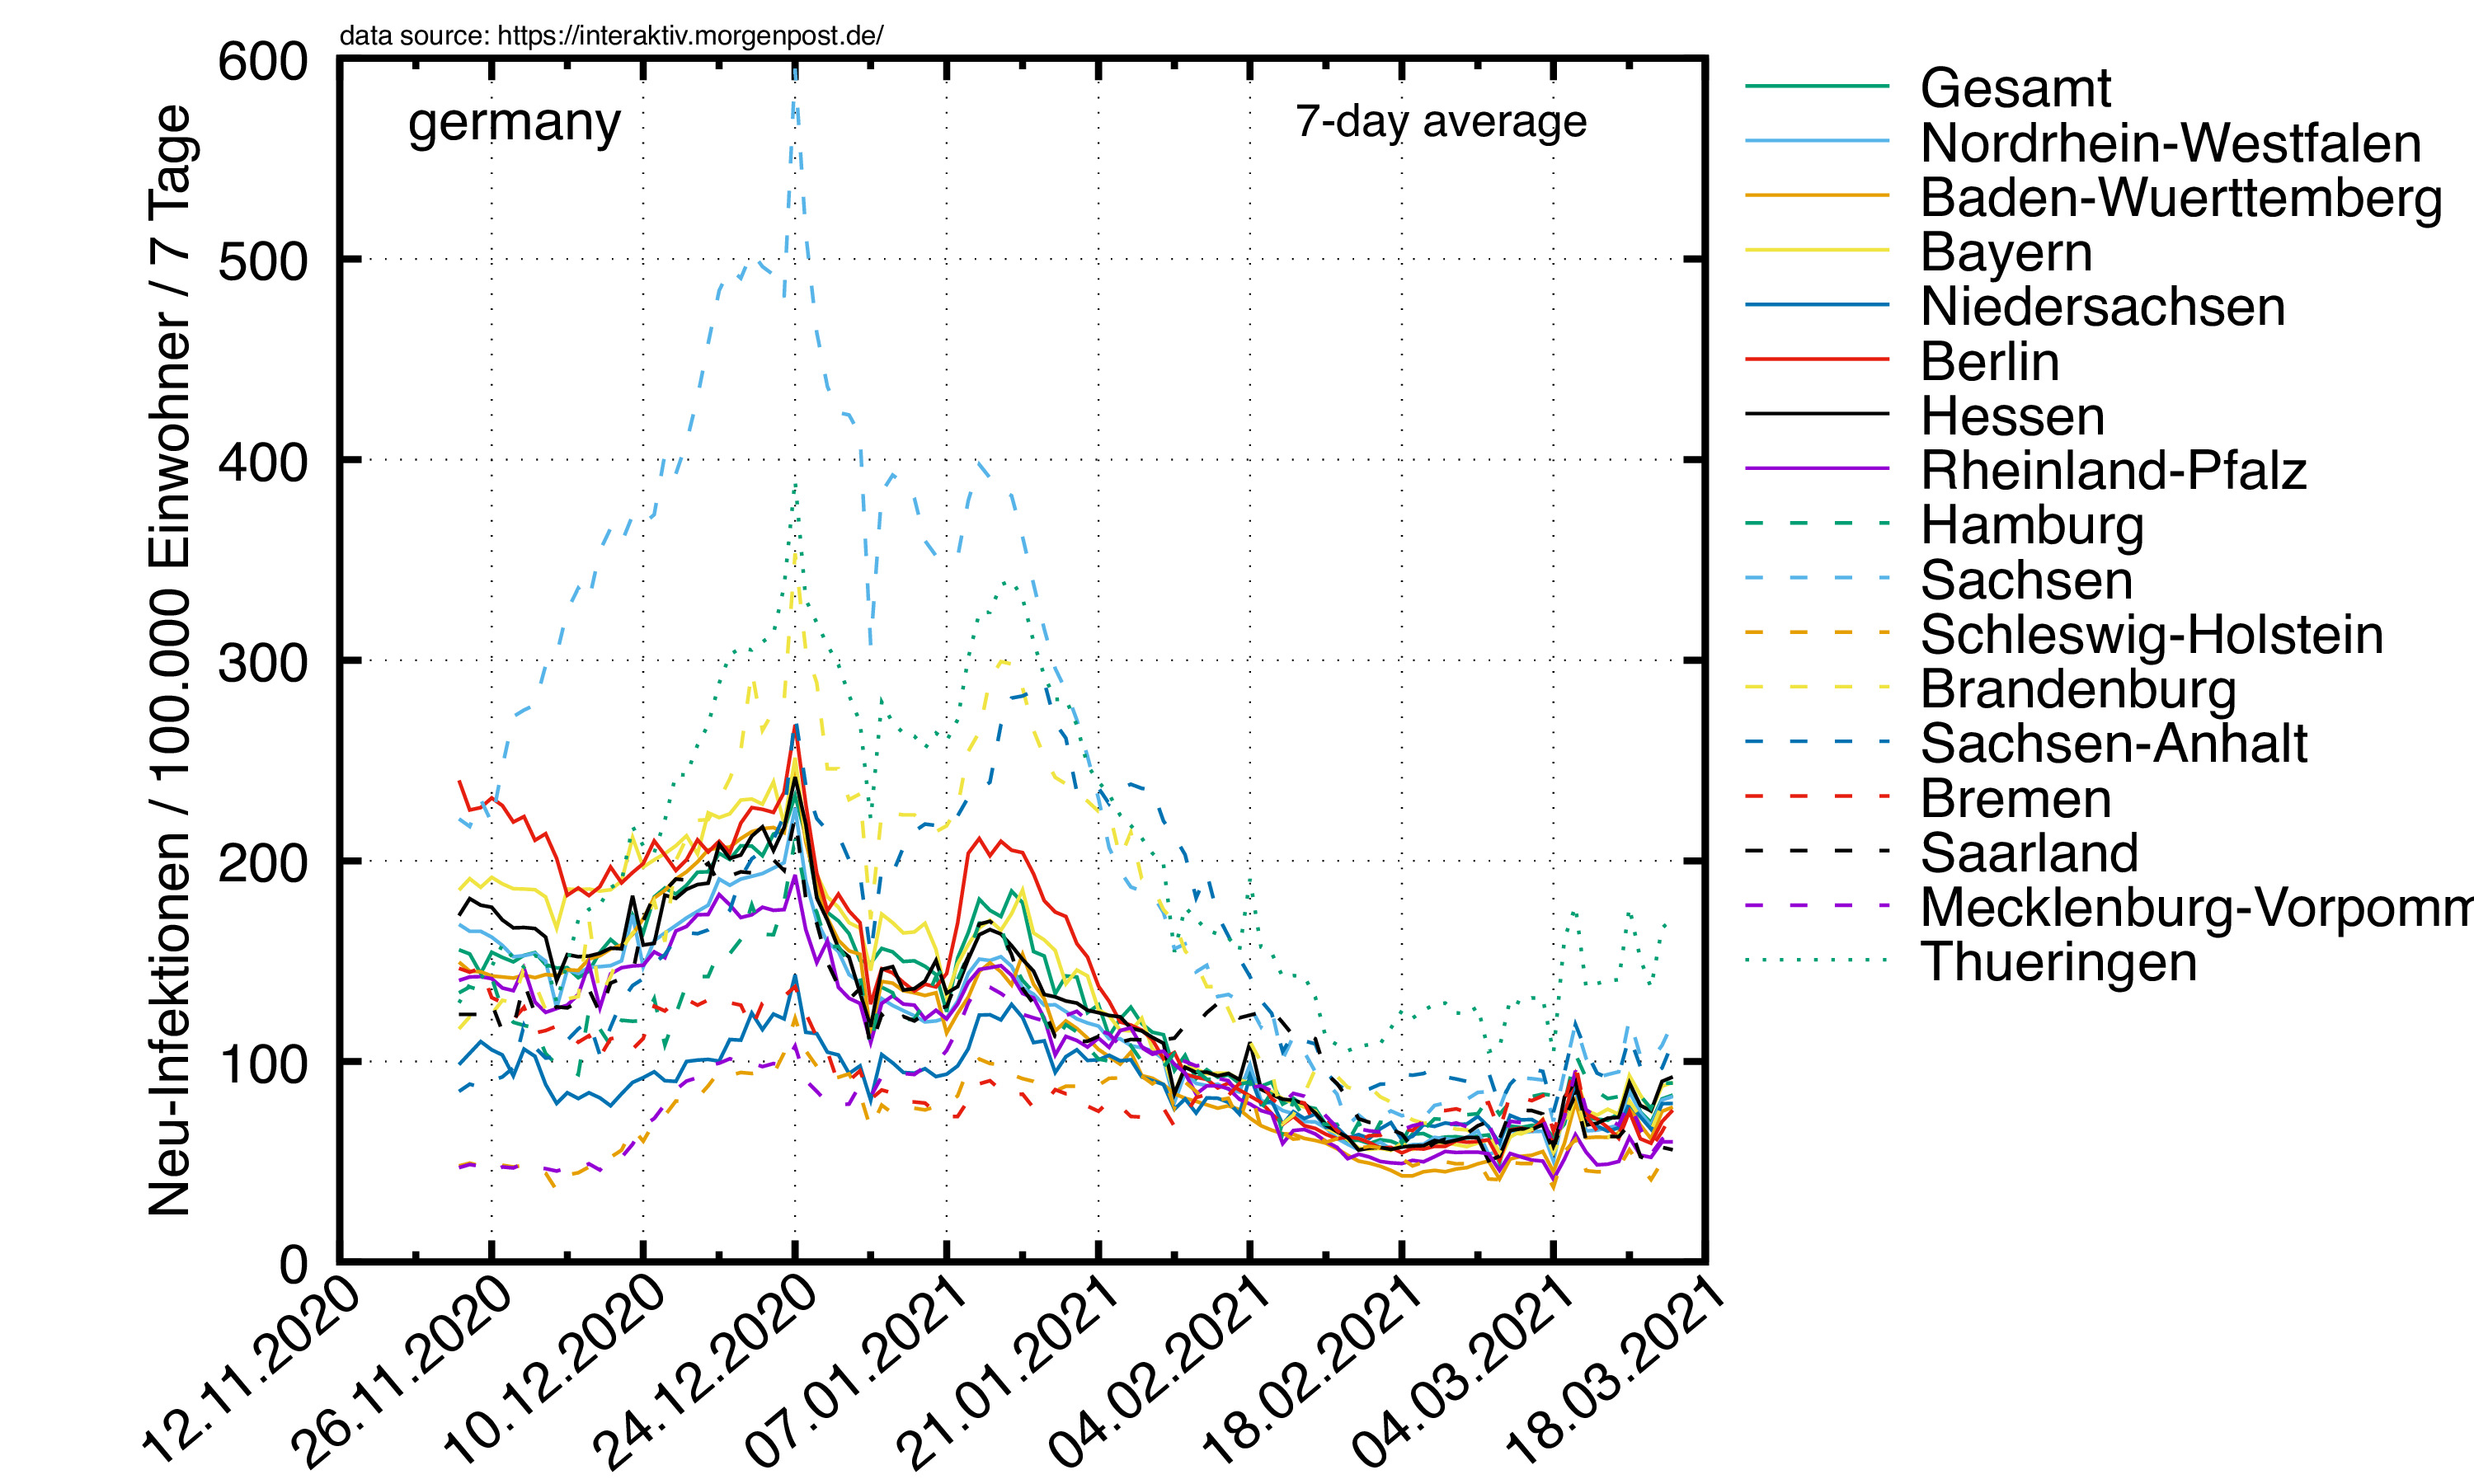 data source: https://interaktiv.morgenpost.de/
germany
7-day average
Neu-Infektionen / 100.000 Einwohner / 7 Tage
600
500
400
300
200
100
0
12.11.2020
26.11.2020
10.12.2020
24.12.2020
07.01.2021
21.01.2021
04.02.2021
18.02.2021
04.03.2021
18.03.2021
Gesamt
Nordrhein-Westfalen
Baden-Wuerttemberg
Bayern
Niedersachsen
Berlin
Hessen
Rheinland-Pfalz
Hamburg
Sachsen
Schleswig-Holstein
Brandenburg
Sachsen-Anhalt
Bremen
Saarland
Mecklenburg-Vorpomm
Thueringen